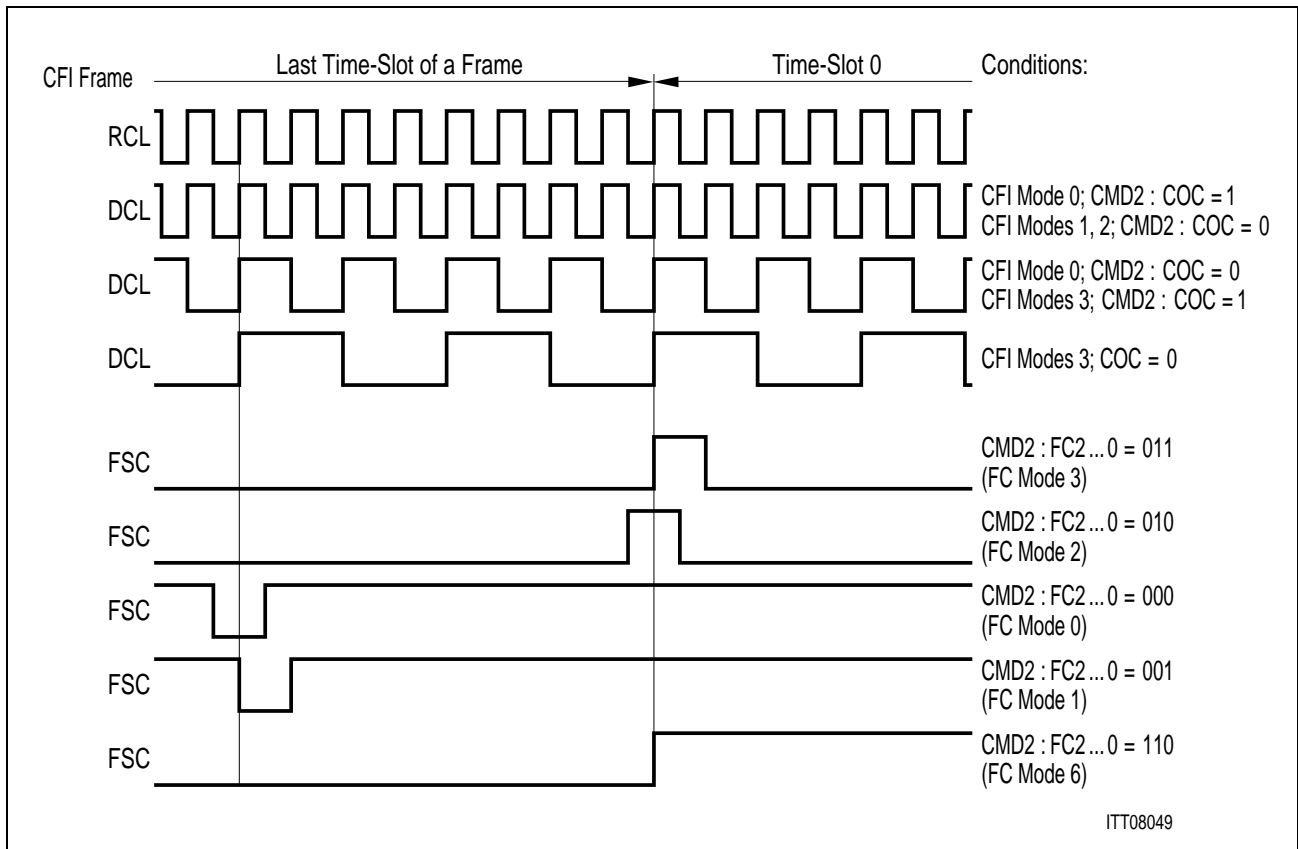 CFI Frame Last Time-Slot of a Frame Time-Slot 0 Conditions:
RCL
DCL CFI Mode 0; CMD2 : COC = 1
CFI Modes 1, 2; CMD2 : COC = 0
DCL CFI Mode 0; CMD2 : COC = 0
CFI Modes 3; CMD2 : COC = 1
DCL CFI Modes 3; COC = 0
FSC CMD2 : FC2 ... 0 = 011
(FC Mode 3)
FSC CMD2 : FC2 ... 0 = 010
(FC Mode 2)
FSC CMD2 : FC2 ... 0 = 000
(FC Mode 0)
FSC CMD2 : FC2 ... 0 = 001
(FC Mode 1)
FSC CMD2 : FC2 ... 0 = 110
(FC Mode 6)
ITT08049